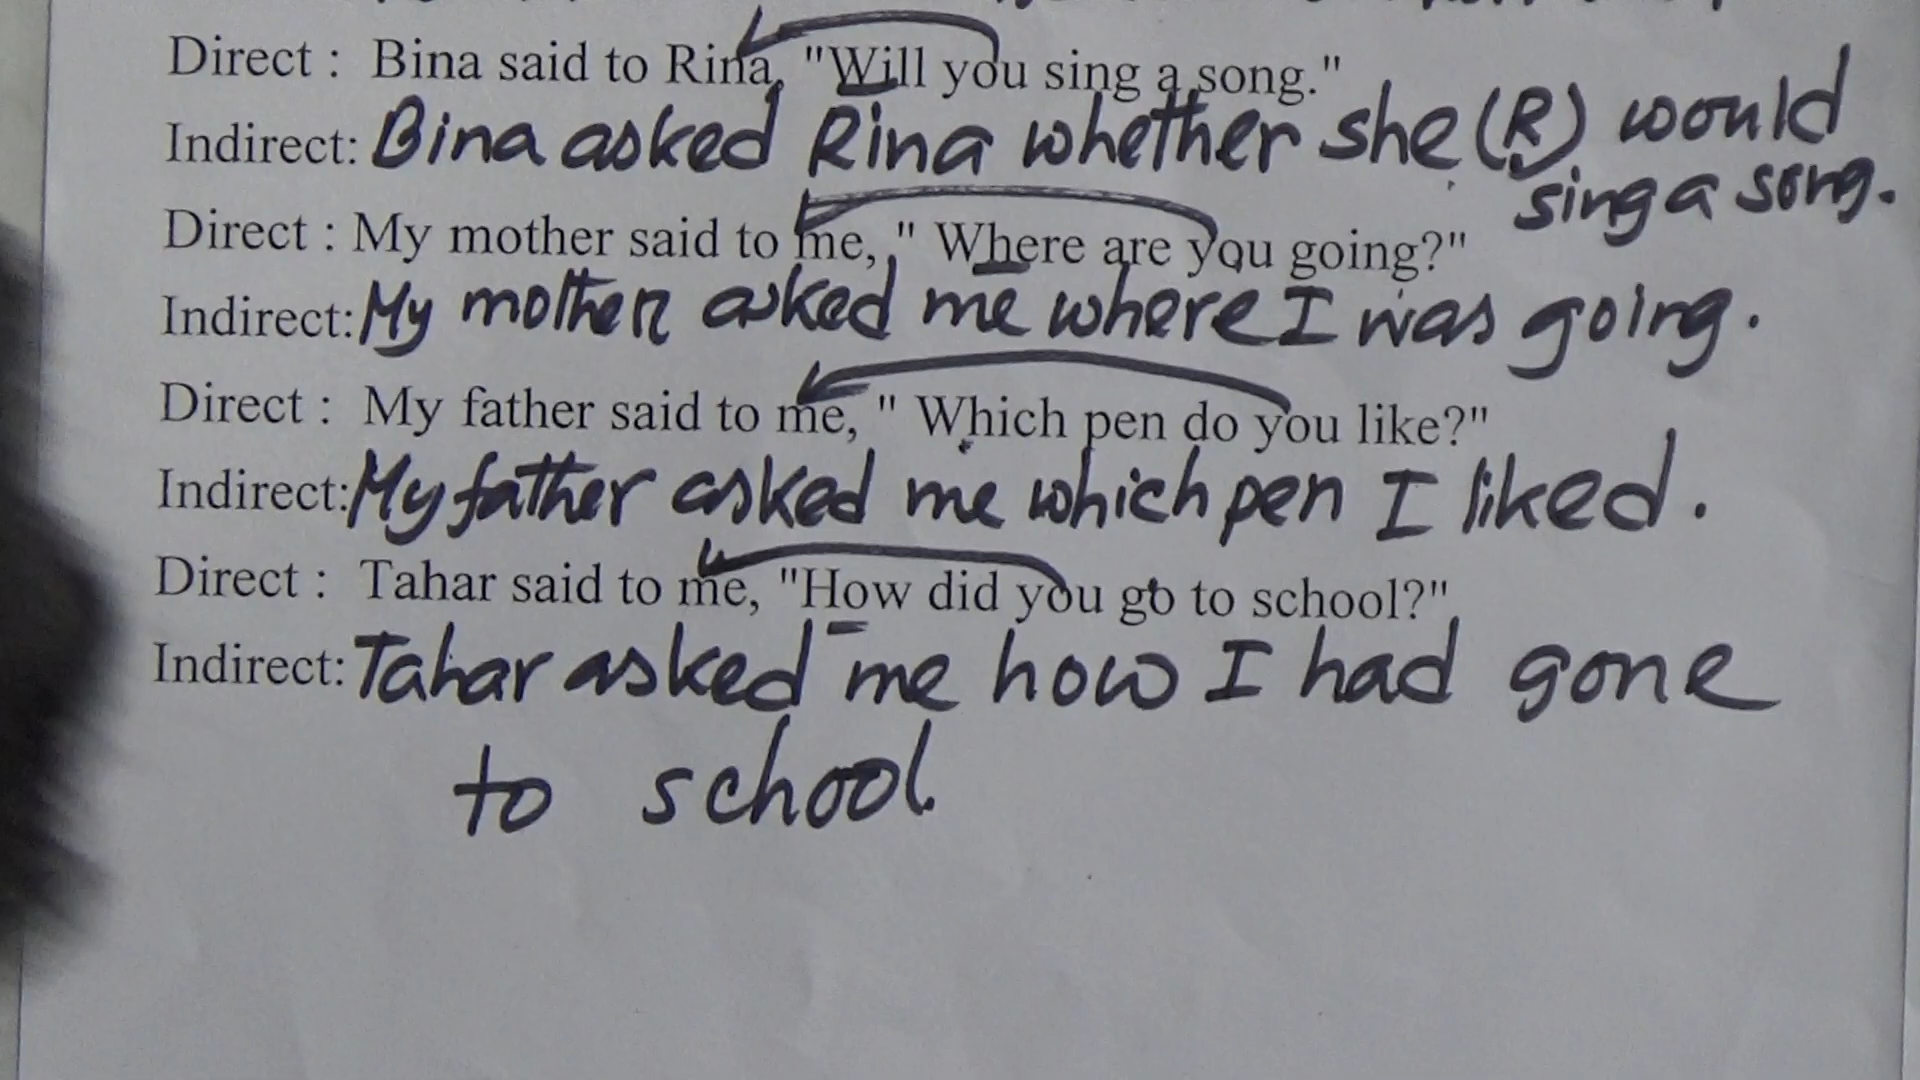 Direct : Bina said to Rina, "Will you sing a song."
Indirect: Bina asked Rina whether she (R) would
sing a song.
Direct : My mother said to me, " Where are you going?"
Indirect: My mother asked me where I was going.
Direct : My father said to me, " Which pen do you like?"
Indirect: My father asked me which pen I liked.
Direct : Tahar said to me, "How did you go to school?"
Indirect: Tahar asked me how I had gone
to school.